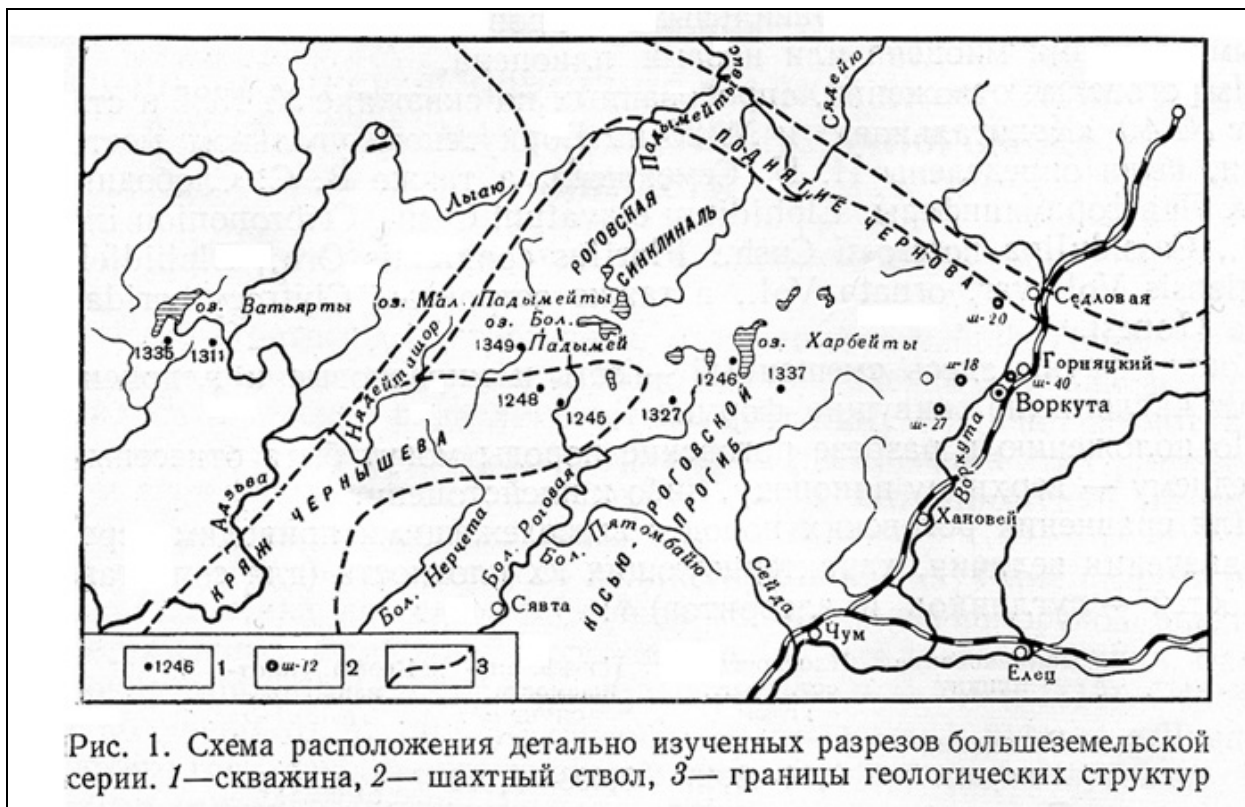 Падымейтывис
Сядейю
Лыаю
ПОДНЯТИЕ ЧЕРНОВА
РОГОВСКАЯ
СИНКЛИНАЛЬ
Седловая
ш-20
оз. Ватьярты
оз. Мал. Падымейты
оз. Бол.
Падымей
1335
1311
1349
оз. Харбейты
1246
1337
Горняцкий
ш-18
ш-40
Воркута
ш-27
Нядейташор
1248
1245
1327
КРЯЖ ЧЕРНЫШЕВА
Адзьва
Бол. Нерчета
Бол. Роговая
Бол. Пятомбайю
КОСЬЮ-РОГОВСКОЙ
ПРОГИБ
Воркута
Хановей
Сейда
Сявта
Чум
Елец
1246 1 ш-12 2 3
Рис. 1. Схема расположения детально изученных разрезов большеземельской
серии. 1—скважина, 2— шахтный ствол, 3— границы геологических структур